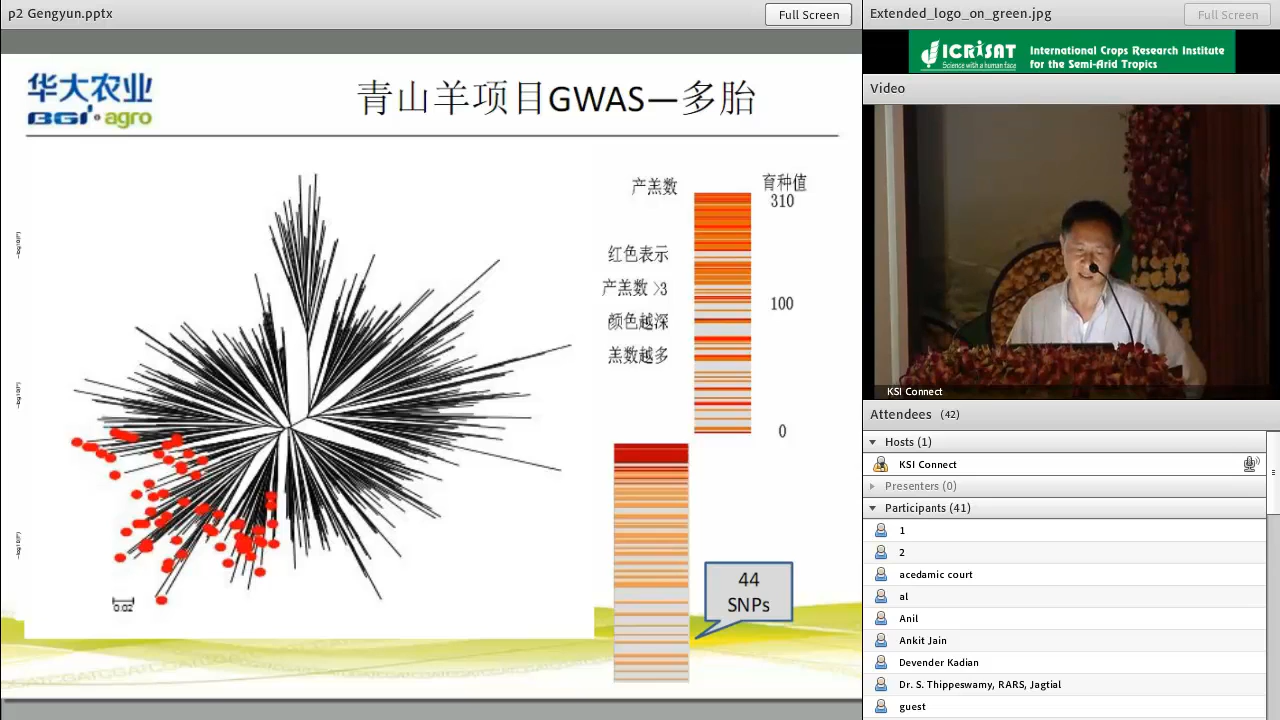 p2 Gengyun.pptx
Full Screen
Extended_logo_on_green.jpg
Full Screen
华大农业
BGI·agro
青山羊项目GWAS—多胎
产羔数
育种值
310
红色表示
产羔数 >3
颜色越深
羔数越多
100
0
44
SNPs
0.02
ICRISAT
Science with a human face
International Crops Research Institute
for the Semi-Arid Tropics
Video
KSI Connect
Attendees (42)
Hosts (1)
KSI Connect
Presenters (0)
Participants (41)
1
2
acedamic court
al
Anil
Ankit Jain
Devender Kadian
Dr. S. Thippeswamy, RARS, Jagtial
guest